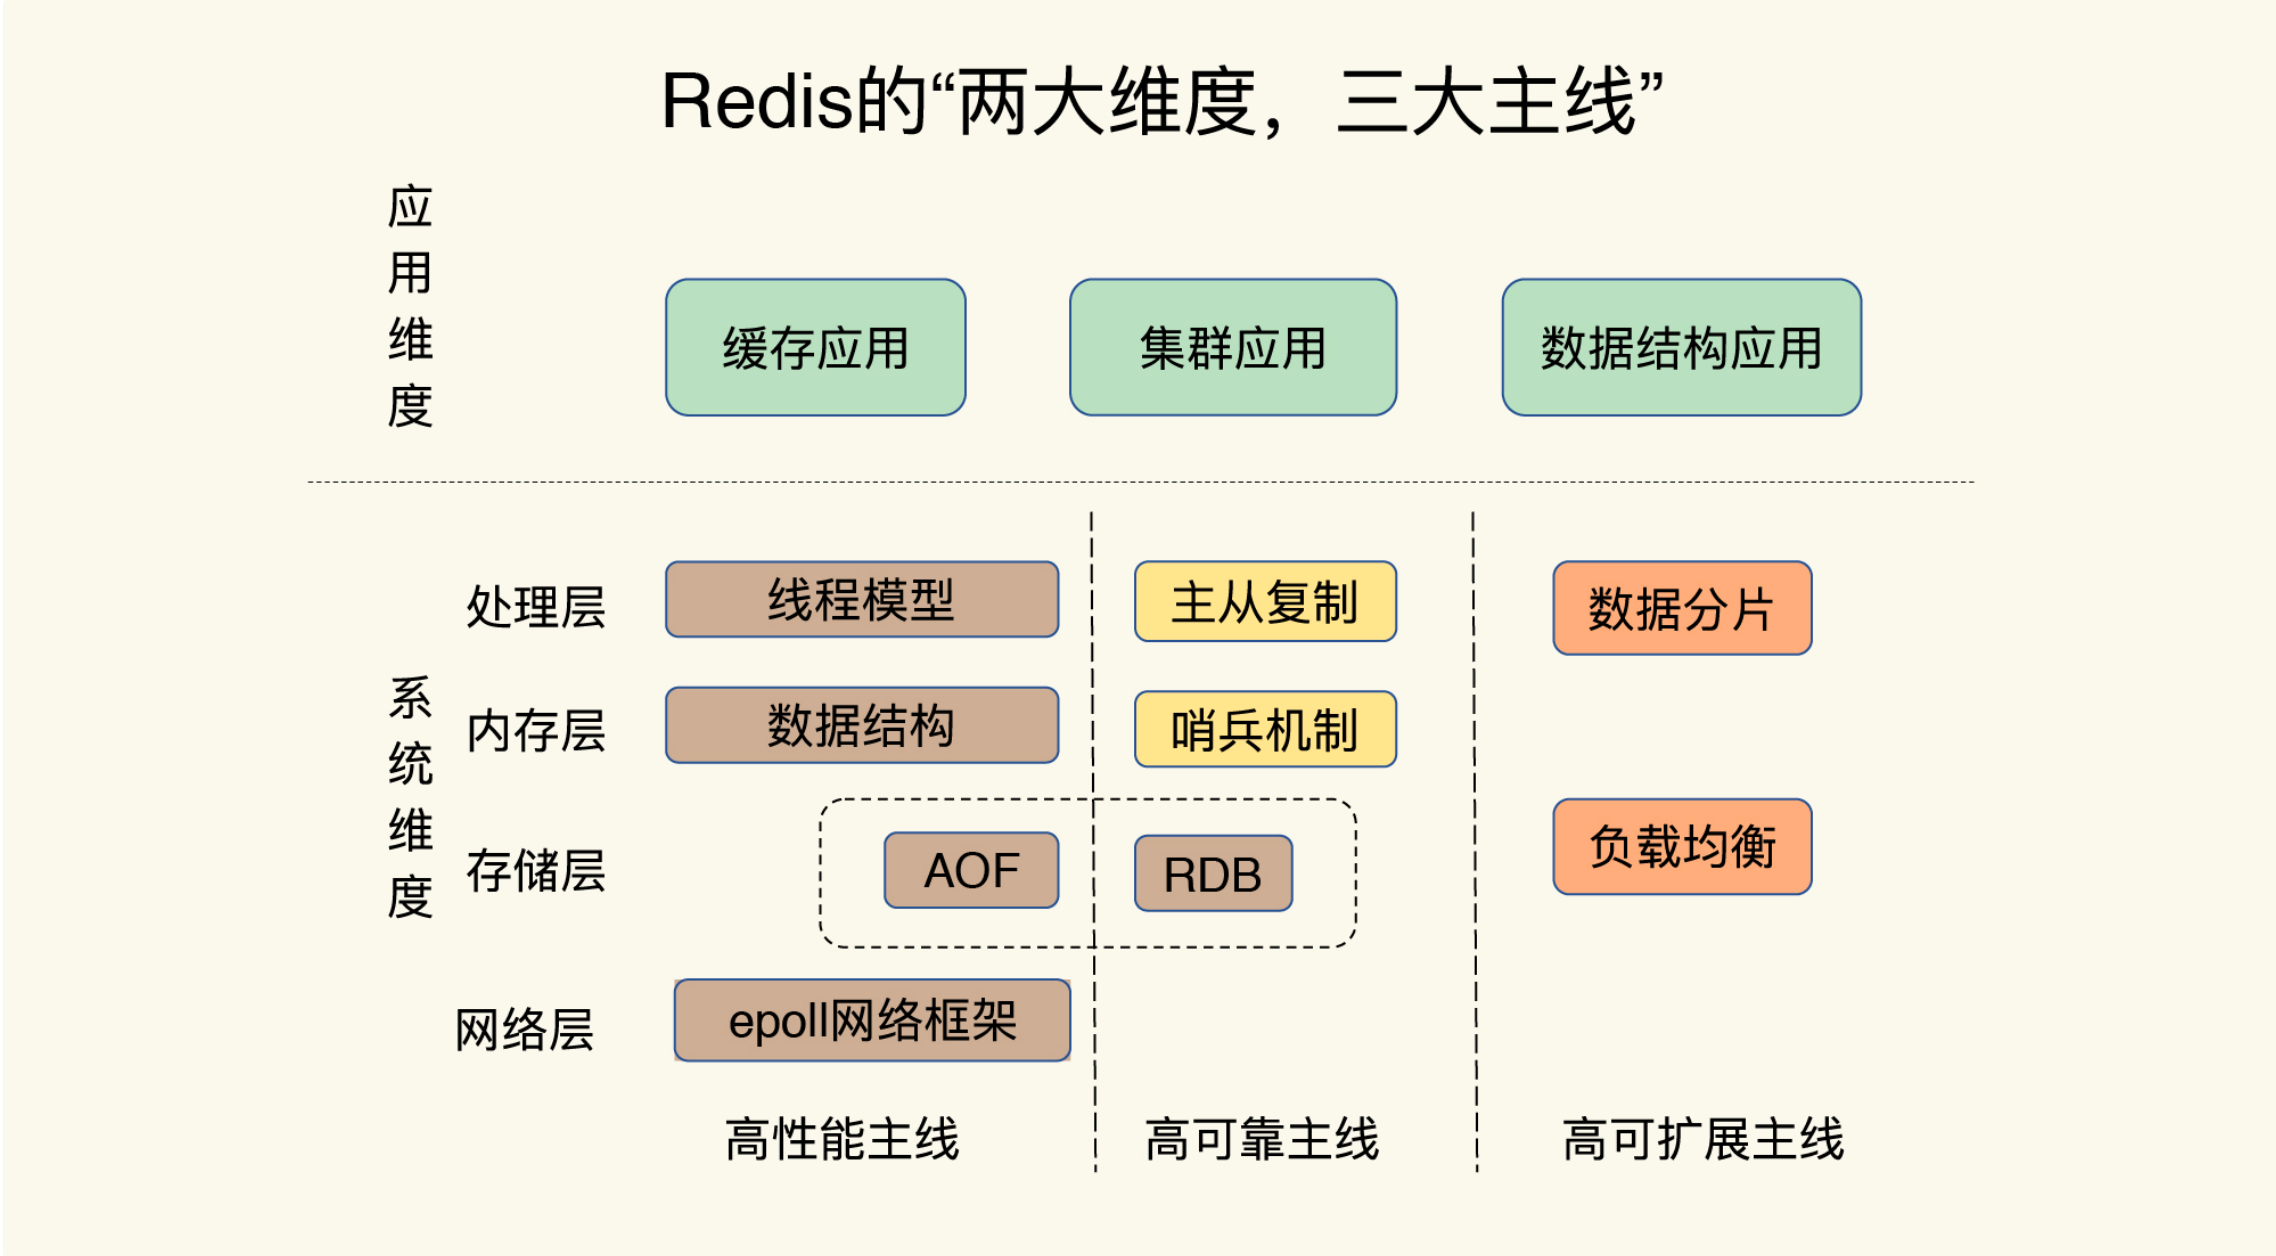 Redis的“两大维度，三大主线”
应用维度
缓存应用
集群应用
数据结构应用
系统维度
处理层
线程模型
主从复制
数据分片
内存层
数据结构
哨兵机制
存储层
AOF
RDB
负载均衡
网络层
epoll网络框架
高性能主线
高可靠主线
高可扩展主线